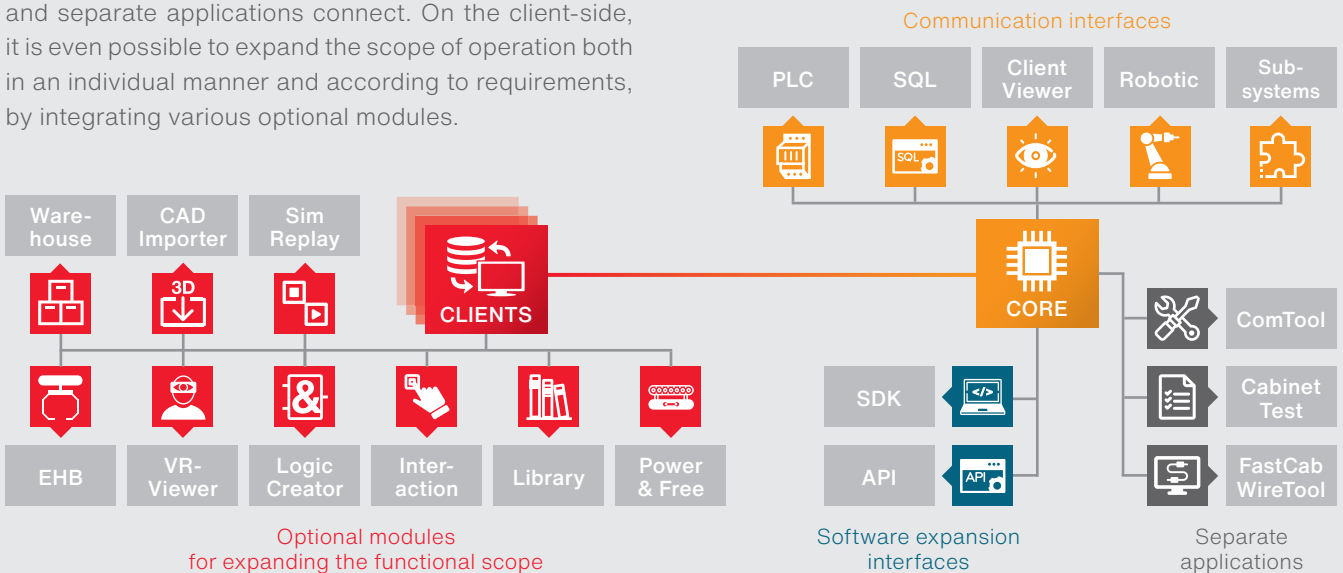 and separate applications connect. On the client-side,
it is even possible to expand the scope of operation both
in an individual manner and according to requirements,
by integrating various optional modules.
Communication interfaces
PLC
SQL
Client
Viewer
Robotic
Sub-
systems
SQL
Ware-
house
CAD
Importer
Sim
Replay
3D
CLIENTS
CORE
&
EHB
VR-
Viewer
Logic
Creator
Inter-
action
Library
Power
& Free
Optional modules
for expanding the functional scope
SDK
</>
API
API
Software expansion
interfaces
ComTool
Cabinet
Test
FastCab
WireTool
Separate
applications